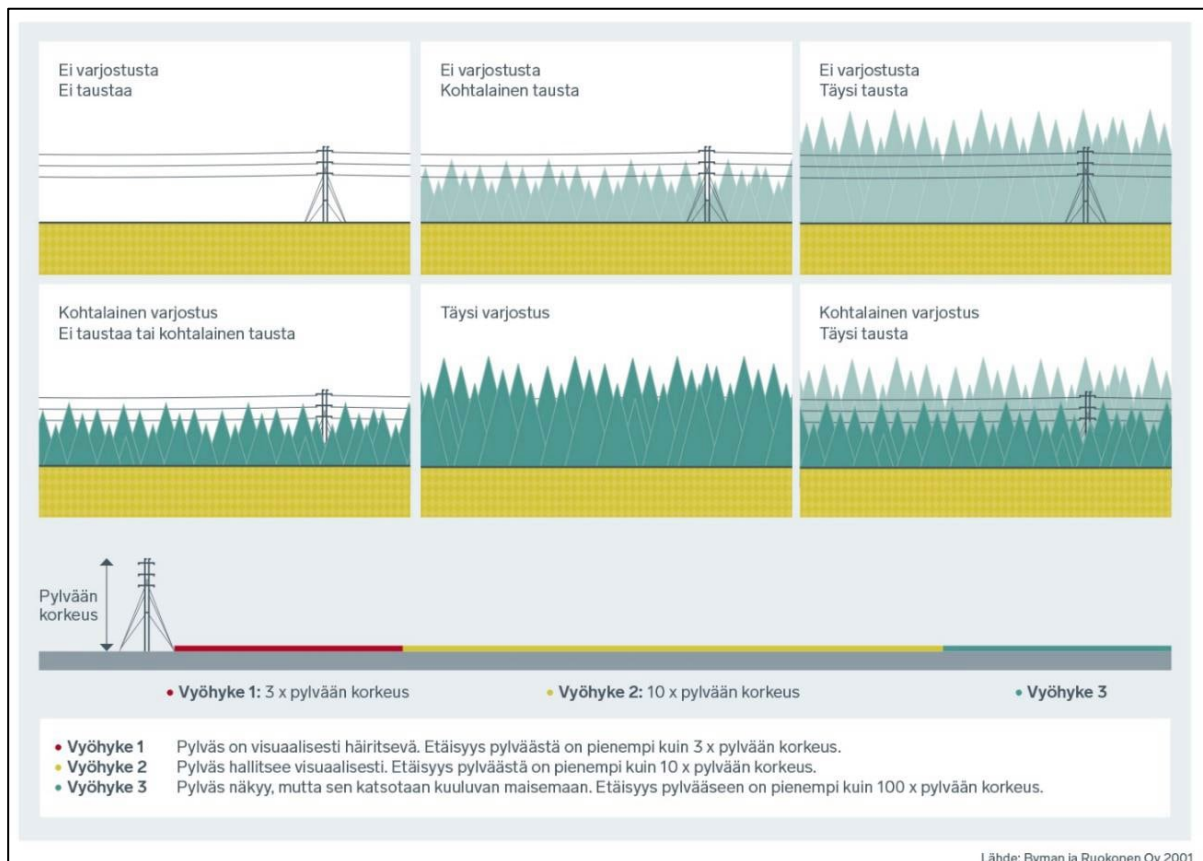 Ei varjostusta
Ei taustaa
Ei varjostusta
Kohtalainen tausta
Ei varjostusta
Täysi tausta
Kohtalainen varjostus
Ei taustaa tai kohtalainen tausta
Täysi varjostus
Kohtalainen varjostus
Täysi tausta
Pylvään
korkeus
• Vyöhyke 1: 3 x pylvään korkeus
• Vyöhyke 2: 10 x pylvään korkeus
• Vyöhyke 3
• Vyöhyke 1 Pylväs on visuaalisesti häiritsevä. Etäisyys pylväästä on pienempi kuin 3 x pylvään korkeus.
• Vyöhyke 2 Pylväs hallitsee visuaalisesti. Etäisyys pylväästä on pienempi kuin 10 x pylvään korkeus.
• Vyöhyke 3 Pylväs näkyy, mutta sen katsotaan kuuluvan maisemaan. Etäisyys pylvääseen on pienempi kuin 100 x pylvään korkeus.
Lähde: Byman ja Ruokonen Oy 2001